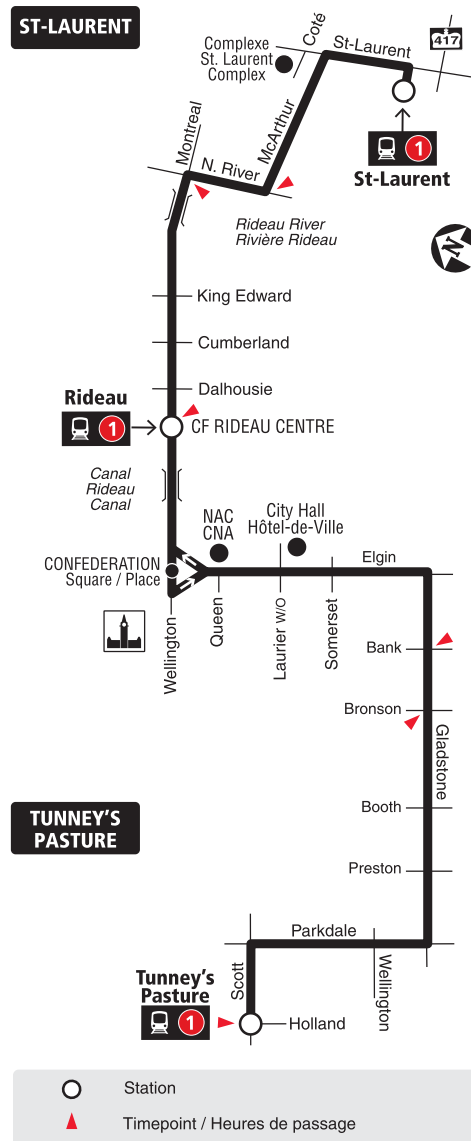 ST-LAURENT
Complexe
St. Laurent
Complex
Coté
St-Laurent
417
McArthur
1
St-Laurent
Montreal
N. River
Rideau River
Rivière Rideau
N
King Edward
Cumberland
Dalhousie
Rideau
1
CF RIDEAU CENTRE
Canal
Rideau
Canal
NAC
CNA
City Hall
Hôtel-de-Ville
CONFEDERATION
Square / Place
Elgin
Wellington
Queen
Laurier W/O
Somerset
Bank
Bronson
Gladstone
TUNNEY'S
PASTURE
Booth
Preston
Parkdale
Scott
Wellington
Tunney's
Pasture
1
Holland
Station
Timepoint / Heures de passage